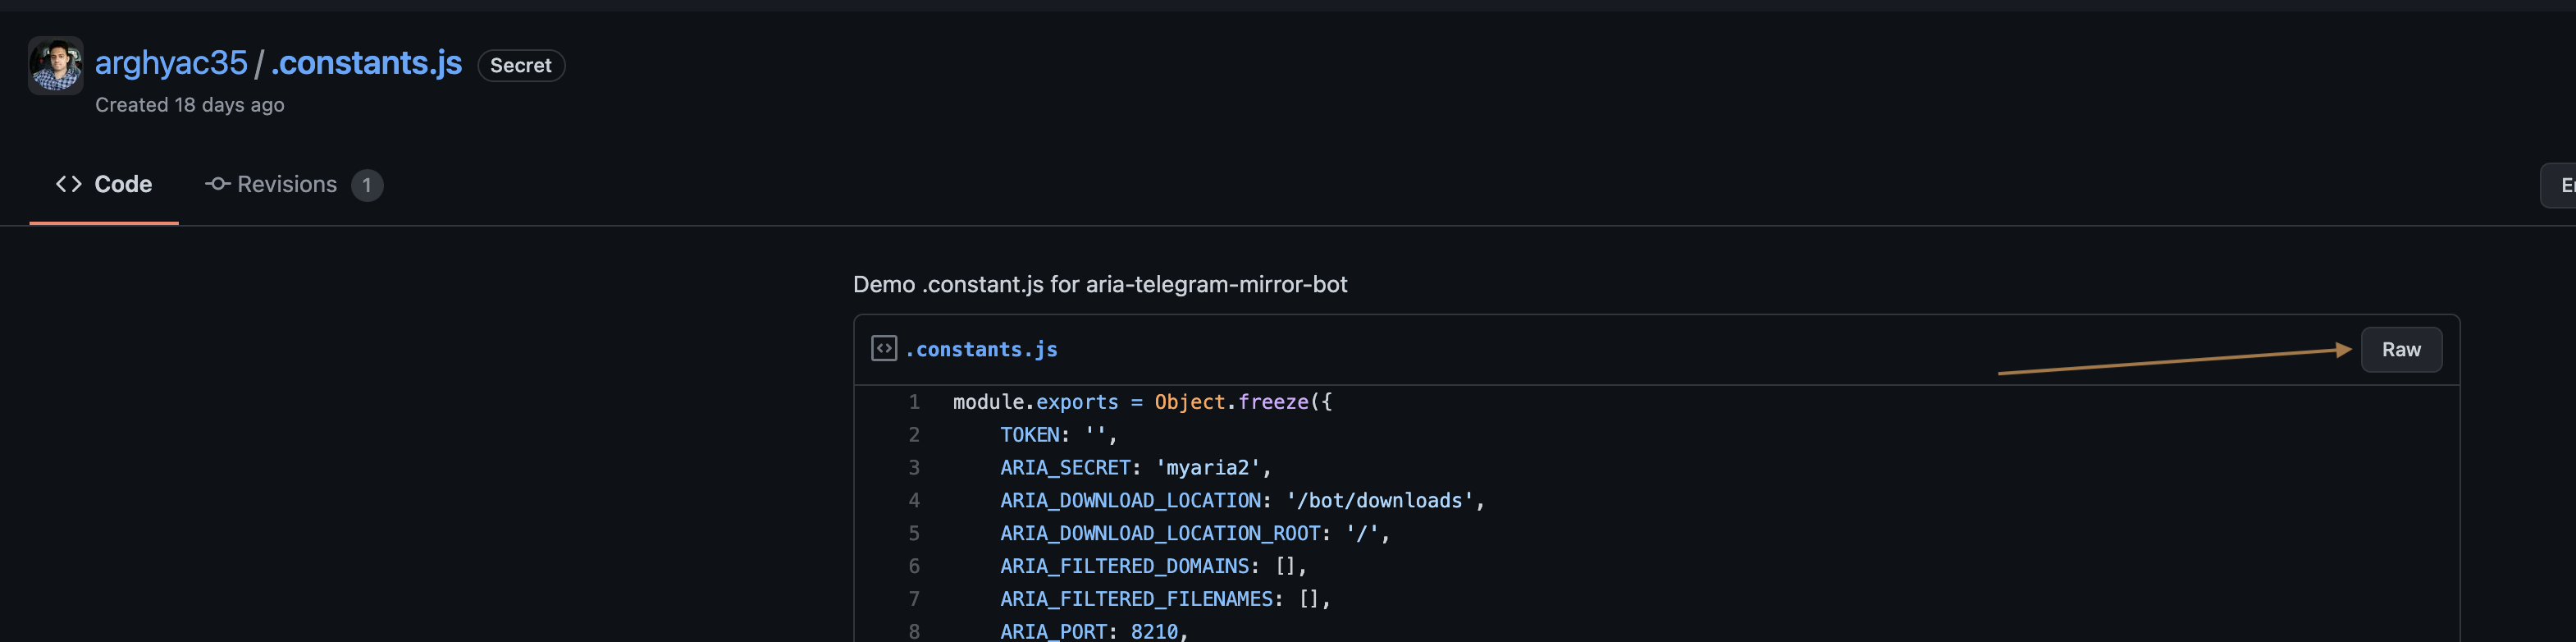 arghyac35 / .constants.js Secret
Created 18 days ago
Code Revisions 1
Demo .constant.js for aria-telegram-mirror-bot
.constants.js Raw
1 module.exports = Object.freeze({
2 TOKEN: '',
3 ARIA_SECRET: 'myaria2',
4 ARIA_DOWNLOAD_LOCATION: '/bot/downloads',
5 ARIA_DOWNLOAD_LOCATION_ROOT: '/',
6 ARIA_FILTERED_DOMAINS: [],
7 ARIA_FILTERED_FILENAMES: [],
8 ARIA_PORT: 8210,